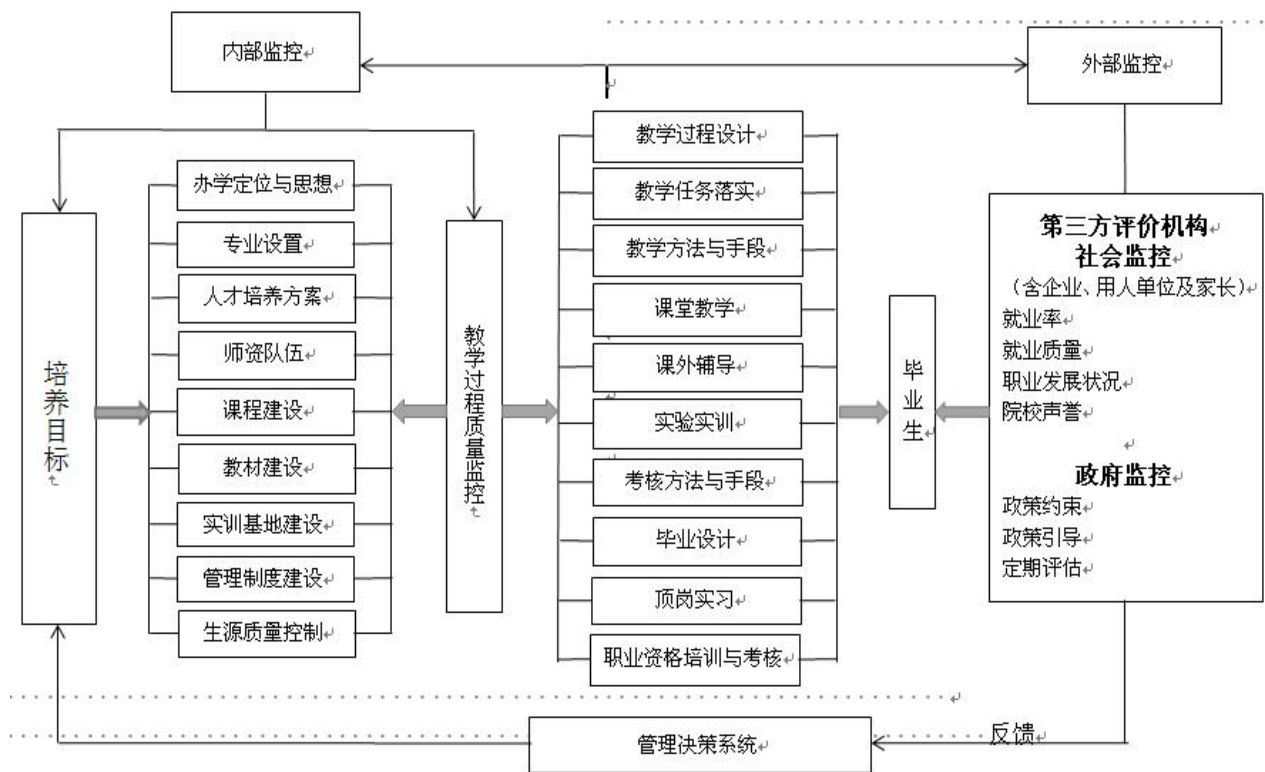 内部监控
外部监控
培养目标
办学定位与思想
专业设置
人才培养方案
师资队伍
课程建设
教材建设
实训基地建设
管理制度建设
生源质量控制
教学过程质量监控
教学过程设计
教学任务落实
教学方法与手段
课堂教学
课外辅导
实验实训
考核方法与手段
毕业设计
顶岗实习
职业资格培训与考核
毕业生
第三方评价机构
社会监控
（含企业、用人单位及家长）
就业率
就业质量
职业发展状况
院校声誉
政府监控
政策约束
政策引导
定期评估
管理决策系统
反馈